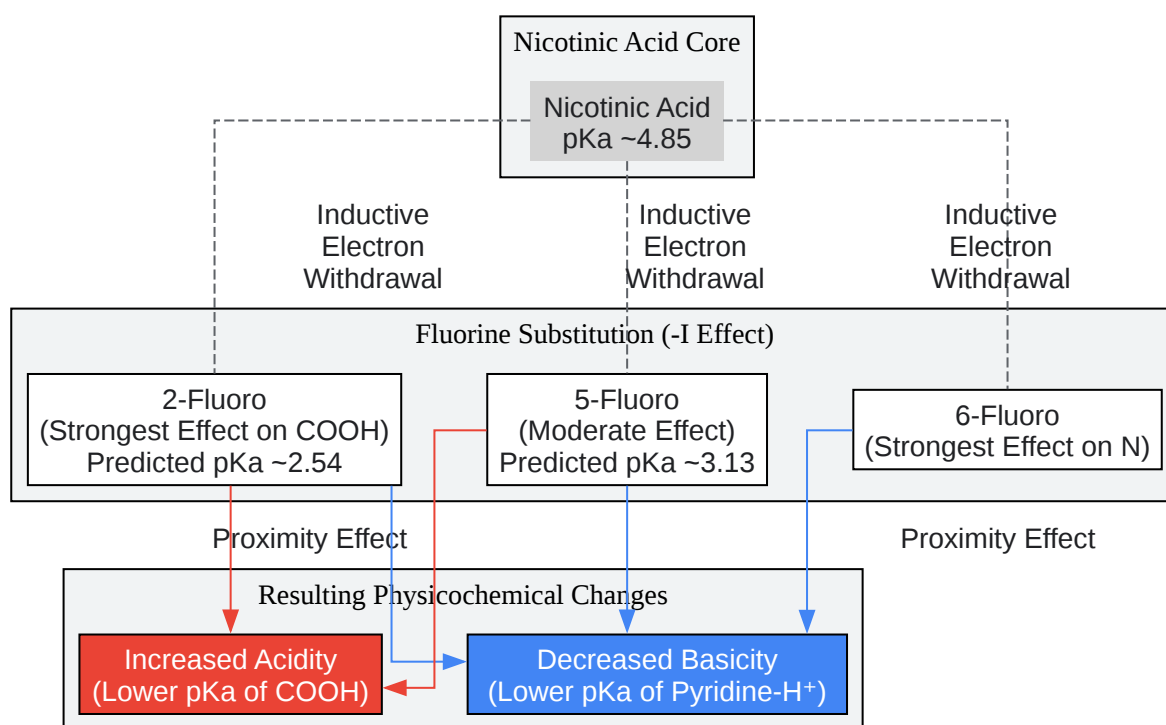 Nicotinic Acid Core
Nicotinic Acid
pKa ~4.85
Inductive
Electron
Withdrawal
Inductive
Electron
Withdrawal
Inductive
Electron
Withdrawal
Fluorine Substitution (-I Effect)
2-Fluoro
(Strongest Effect on COOH)
Predicted pKa ~2.54
5-Fluoro
(Moderate Effect)
Predicted pKa ~3.13
6-Fluoro
(Strongest Effect on N)
Proximity Effect
Proximity Effect
Resulting Physicochemical Changes
Increased Acidity
(Lower pKa of COOH)
Decreased Basicity
(Lower pKa of Pyridine-H⁺)